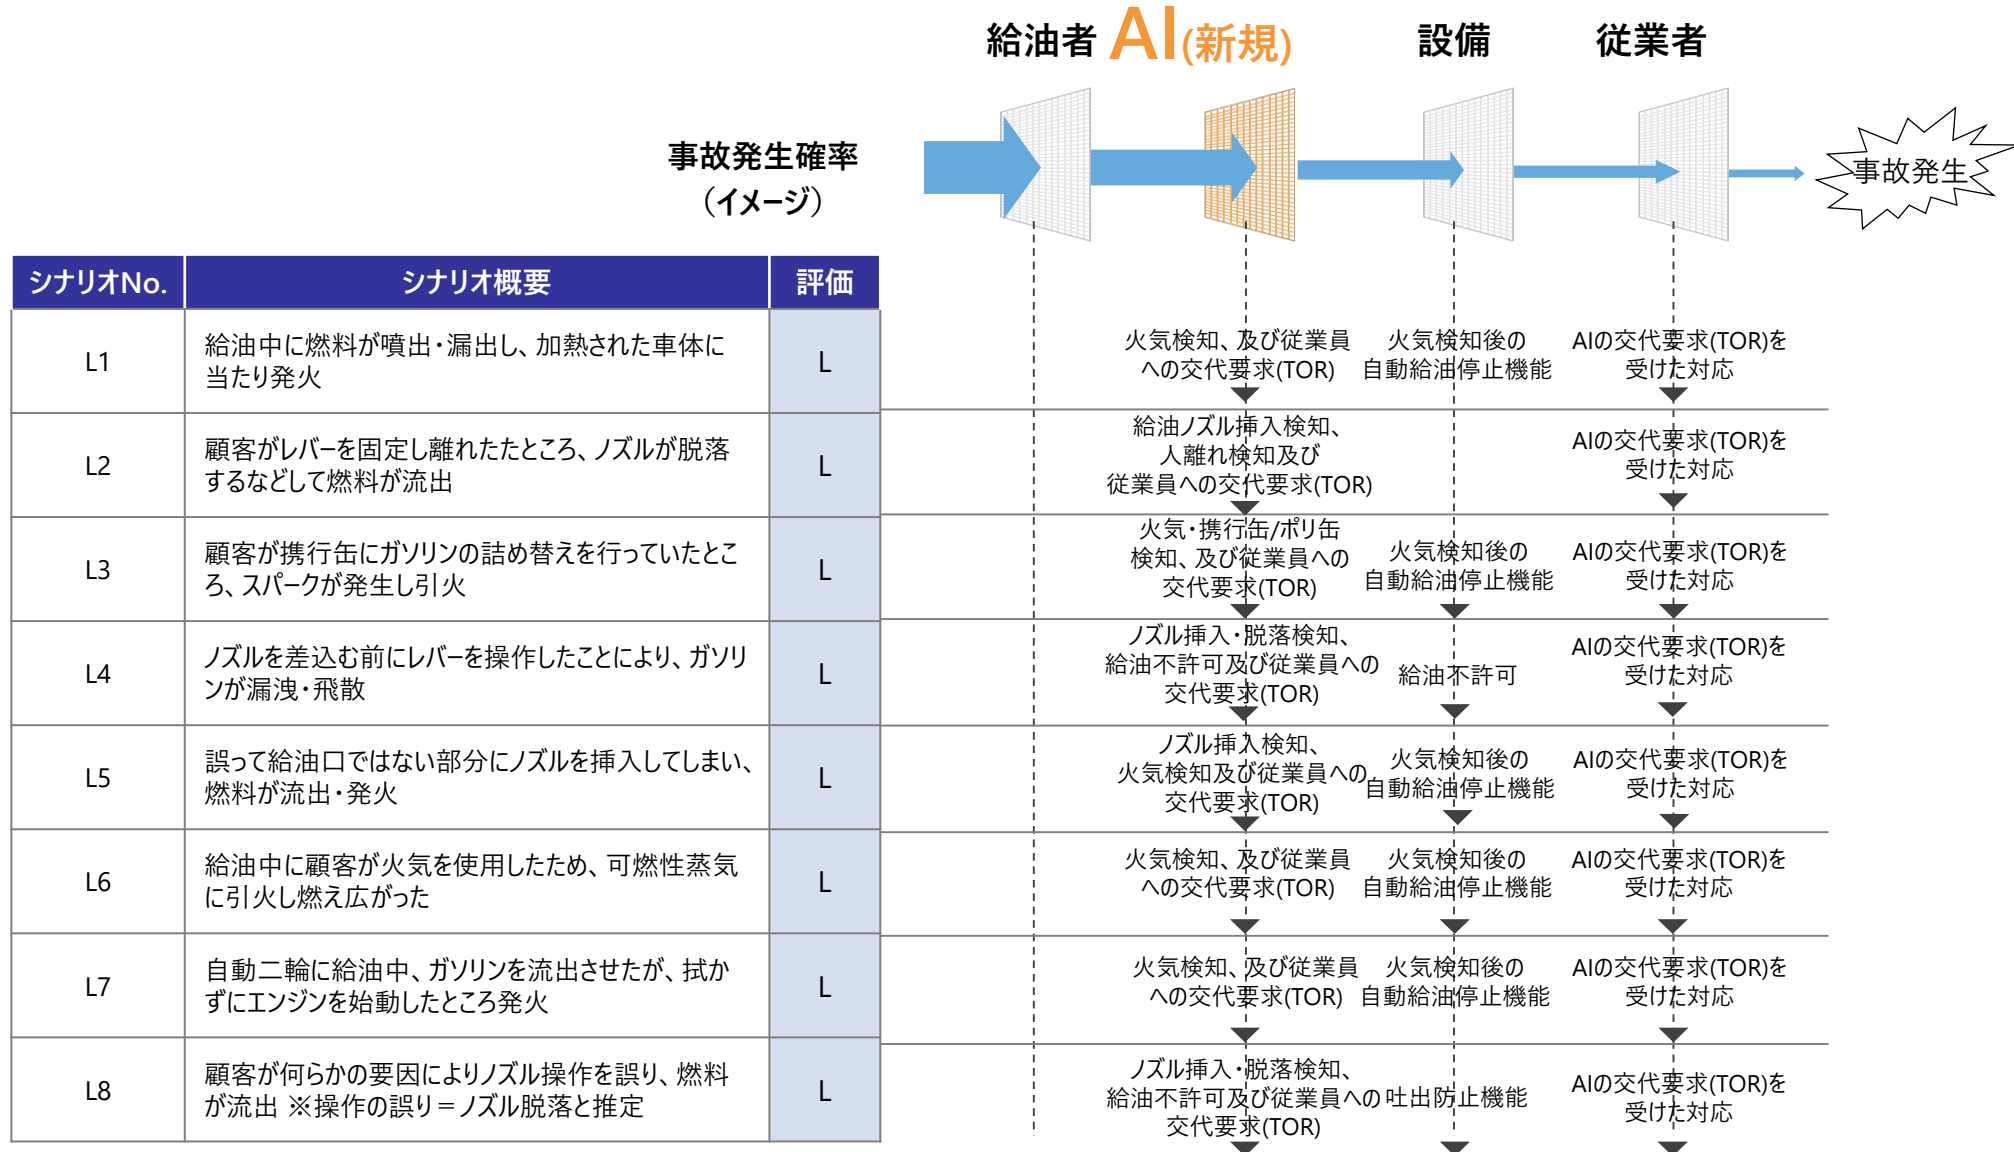 給油者 AI(新規) 設備 従業者
事故発生確率
（イメージ）
事故発生
シナリオNo. シナリオ概要 評価
L1
給油中に燃料が噴出・漏出し、加熱された車体に
当たり発火
L
火気検知、及び従業員
への交代要求(TOR)
火気検知後の
自動給油停止機能
AIの交代要求(TOR)を
受けた対応
L2
顧客がレバーを固定し離れたたところ、ノズルが脱落
するなどして燃料が流出
L
給油ノズル挿入検知、
人離れ検知及び
従業員への交代要求(TOR)
AIの交代要求(TOR)を
受けた対応
L3
顧客が携行缶にガソリンの詰め替えを行っていたとこ
ろ、スパークが発生し引火
L
火気・携行缶/ポリ缶
検知、及び従業員への
交代要求(TOR)
火気検知後の
自動給油停止機能
AIの交代要求(TOR)を
受けた対応
L4
ノズルを差込む前にレバーを操作したことにより、ガソリ
ンが漏洩・飛散
L
ノズル挿入・脱落検知、
給油不許可及び従業員への
交代要求(TOR)
給油不許可
AIの交代要求(TOR)を
受けた対応
L5
誤って給油口ではない部分にノズルを挿入してしまい、
燃料が流出・発火
L
ノズル挿入検知、
火気検知及び従業員への
交代要求(TOR)
火気検知後の
自動給油停止機能
AIの交代要求(TOR)を
受けた対応
L6
給油中に顧客が火気を使用したため、可燃性蒸気
に引火し燃え広がった
L
火気検知、及び従業員
への交代要求(TOR)
火気検知後の
自動給油停止機能
AIの交代要求(TOR)を
受けた対応
L7
自動二輪に給油中、ガソリンを流出させたが、拭か
ずにエンジンを始動したところ発火
L
火気検知、及び従業員
への交代要求(TOR)
火気検知後の
自動給油停止機能
AIの交代要求(TOR)を
受けた対応
L8
顧客が何らかの要因によりノズル操作を誤り、燃料
が流出 ※操作の誤り＝ノズル脱落と推定
L
ノズル挿入・脱落検知、
給油不許可及び従業員への
交代要求(TOR)
吐出防止機能
AIの交代要求(TOR)を
受けた対応